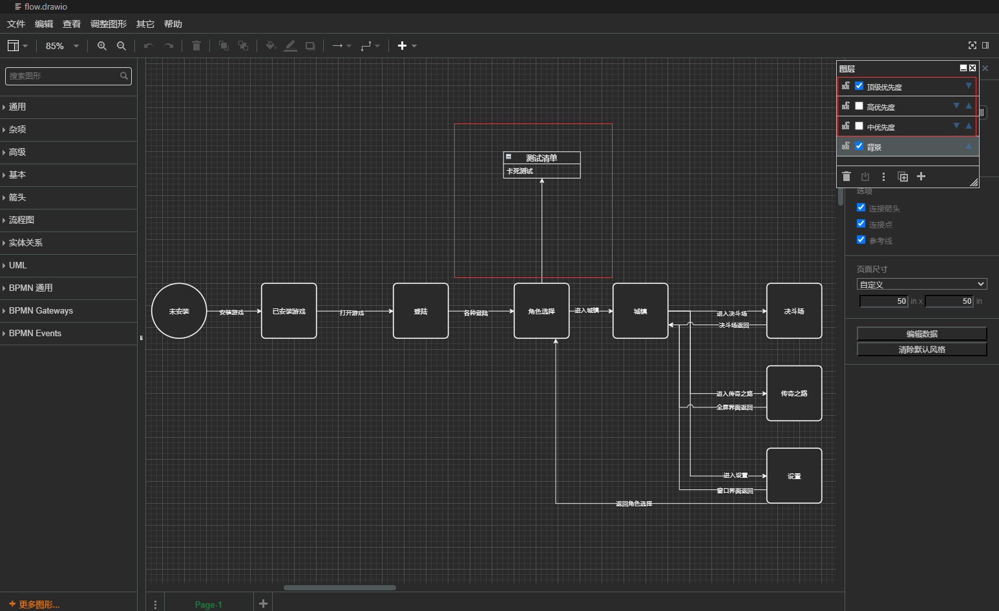 flow.drawio
文件 编辑 查看 调整图形 其它 帮助
85%
搜索图形
通用
杂项
高级
基本
箭头
流程图
实体关系
UML
BPMN 通用
BPMN Gateways
BPMN Events
更多图形...
测试清单
卡死测试
未安装
安装游戏
已安装游戏
打开游戏
登陆
各种登陆
角色选择
进入城镇
城镇
进入决斗场
决斗场返回
决斗场
进入传奇之路
全屏界面返回
传奇之路
进入设置
窗口界面返回
设置
返回角色选择
Page-1
图层
顶级优先度
高优先度
中优先度
背景
选项
连接箭头
连接点
参考线
页面尺寸
自定义
50 in x 50 in
编辑数据
清除默认风格